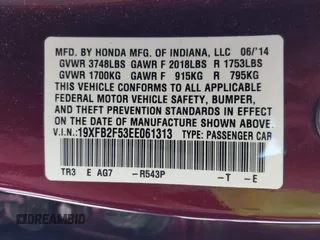 MFD. BY HONDA MFG. OF INDIANA, LLC 06/'14
GVWR 3748LBS GAWR F 2018LBS R 1753LBS
GVWR 1700KG GAWR F 915KG R 795KG
THIS VEHICLE CONFORMS TO ALL APPLICABLE
FEDERAL MOTOR VEHICLE SAFETY, BUMPER,
AND THEFT PREVENTION STANDARDS IN
EFFECT ON THE DATE OF MANUFACTURE SHOWN ABOVE.
V.I.N: 19XFB2F53EE061313 TYPE: PASSENGER CAR
TR3 E AG7 -R543P -T -E
DREAMBID